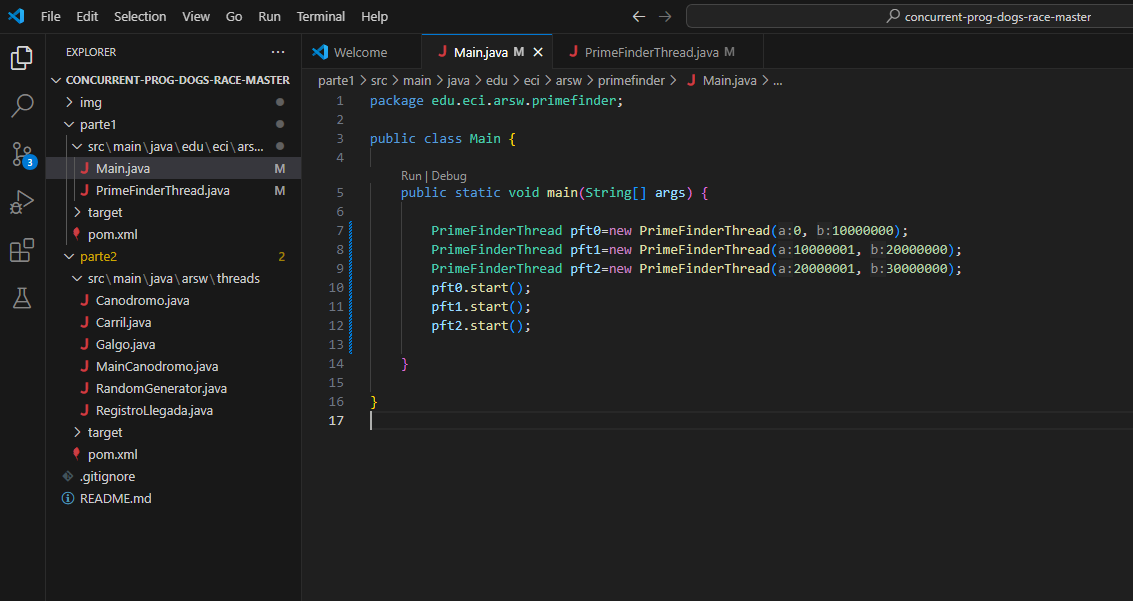 File Edit Selection View Go Run Terminal Help
concurrent-prog-dogs-race-master
EXPLORER ...
CONCURRENT-PROG-DOGS-RACE-MASTER
img
parte1
src\main\java\edu\eci\ars...
Main.java M
PrimeFinderThread.java M
target
pom.xml
parte2 2
src\main\java\arsw\threads
Canodromo.java
Carril.java
Galgo.java
MainCanodromo.java
RandomGenerator.java
RegistroLlegada.java
target
pom.xml
.gitignore
README.md
3
Welcome
Main.java M
PrimeFinderThread.java M
parte1 > src > main > java > edu > eci > arsw > primefinder > Main.java > ...
1 package edu.eci.arsw.primefinder;
2
3 public class Main {
4
Run | Debug
5 public static void main(String[] args) {
6
7 PrimeFinderThread pft0=new PrimeFinderThread(a:0, b:10000000);
8 PrimeFinderThread pft1=new PrimeFinderThread(a:10000001, b:20000000);
9 PrimeFinderThread pft2=new PrimeFinderThread(a:20000001, b:30000000);
10 pft0.start();
11 pft1.start();
12 pft2.start();
13
14 }
15
16 }
17